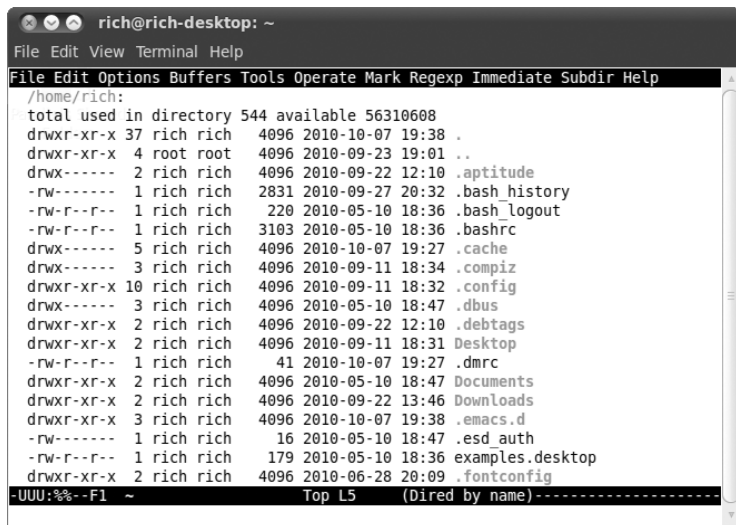 rich@rich-desktop: ~
File Edit View Terminal Help
File Edit Options Buffers Tools Operate Mark Regexp Immediate Subdir Help
/home/rich:
total used in directory 544 available 56310608
drwxr-xr-x 37 rich rich 4096 2010-10-07 19:38 .
drwxr-xr-x 4 root root 4096 2010-09-23 19:01 ..
drwx------ 2 rich rich 4096 2010-09-22 12:10 .aptitude
-rw------- 1 rich rich 2831 2010-09-27 20:32 .bash_history
-rw-r--r-- 1 rich rich 220 2010-05-10 18:36 .bash_logout
-rw-r--r-- 1 rich rich 3103 2010-05-10 18:36 .bashrc
drwx------ 5 rich rich 4096 2010-10-07 19:27 .cache
drwx------ 3 rich rich 4096 2010-09-11 18:34 .compiz
drwxr-xr-x 10 rich rich 4096 2010-09-11 18:32 .config
drwx------ 3 rich rich 4096 2010-05-10 18:47 .dbus
drwxr-xr-x 2 rich rich 4096 2010-09-22 12:10 .debtags
drwxr-xr-x 2 rich rich 4096 2010-09-11 18:31 Desktop
-rw-r--r-- 1 rich rich 41 2010-10-07 19:27 .dmrc
drwxr-xr-x 2 rich rich 4096 2010-05-10 18:47 Documents
drwxr-xr-x 2 rich rich 4096 2010-09-22 13:46 Downloads
drwxr-xr-x 3 rich rich 4096 2010-10-07 19:38 .emacs.d
-rw------- 1 rich rich 16 2010-05-10 18:47 .esd_auth
-rw-r--r-- 1 rich rich 179 2010-05-10 18:36 examples.desktop
drwxr-xr-x 2 rich rich 4096 2010-06-28 20:09 .fontconfig
-UUU:%%--F1 ~ Top L5 (Dired by name)---------------------